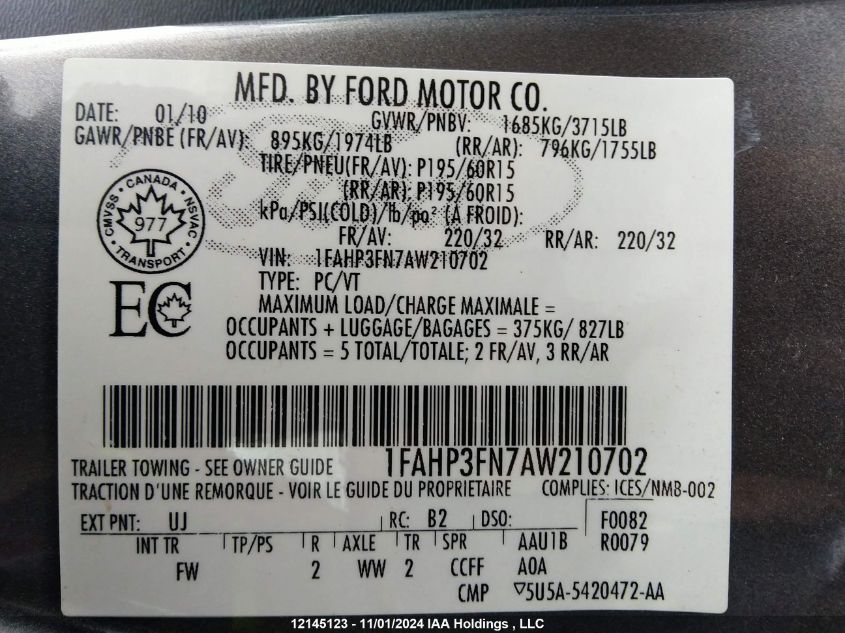 MFD. BY FORD MOTOR CO.
DATE: 01/10 GVWR/PNBV: 1685KG/3715LB
GAWR/PNBE (FR/AV): 895KG/1974LB (RR/AR): 796KG/1755LB
TIRE/PNEU(FR/AV): P195/60R15
(RR/AR): P195/60R15
kPa/PSI(COLD)/lb/po² (A FROID):
FR/AV: 220/32 RR/AR: 220/32
VIN: 1FAHP3FN7AW210702
TYPE: PC/VT
CMVSS · CANADA · NSVAC · TRANSPORT ·
977
EC
MAXIMUM LOAD/CHARGE MAXIMALE =
OCCUPANTS + LUGGAGE/BAGAGES = 375KG/ 827LB
OCCUPANTS = 5 TOTAL/TOTALE; 2 FR/AV, 3 RR/AR
TRAILER TOWING - SEE OWNER GUIDE 1FAHP3FN7AW210702
TRACTION D'UNE REMORQUE - VOIR LE GUIDE DU PROPRIETAIRE COMPLIES: ICES/NMB-002
EXT PNT: UJ RC: B2 DSO: F0082
INT TR TP/PS R AXLE TR SPR AAU1B R0079
FW 2 WW 2 CCFF AOA
CMP ▽5U5A-5420472-AA
12145123 - 11/01/2024 IAA Holdings , LLC